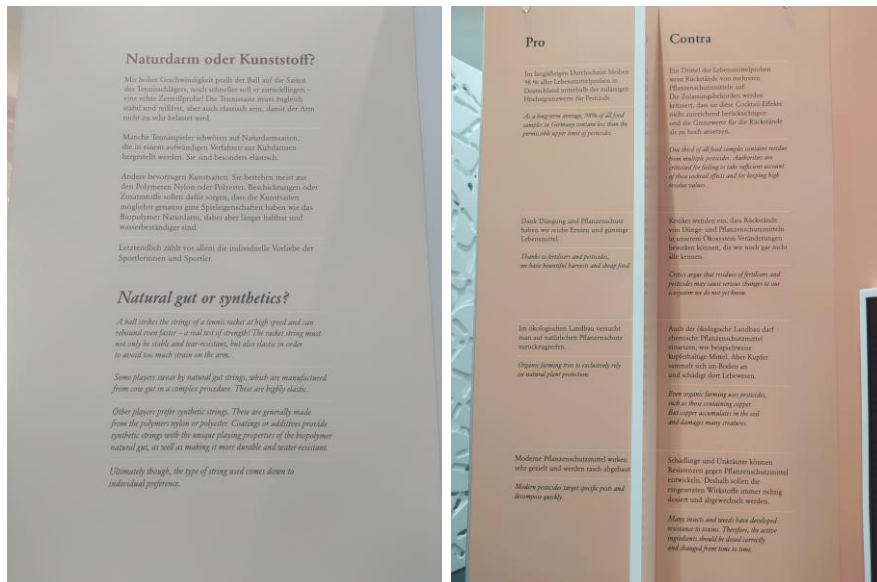 Naturdarm oder Kunststoff?
Mit hoher Geschwindigkeit prallt der Ball auf die Saiten
des Tennisschlägers, noch schneller soll er zurückfliegen –
eine echte Zerreißprobe! Die Tennissaite muss zugleich
stabil und reißfest, aber auch elastisch sein, damit der Arm
nicht zu sehr belastet wird.
Manche Tennisspieler schwören auf Naturdarmsaiten,
die in einem aufwändigen Verfahren aus Kuhdärmen
hergestellt werden. Sie sind besonders elastisch.
Andere bevorzugen Kunstsaiten. Sie bestehen meist aus
den Polymeren Nylon oder Polyester. Beschichtungen oder
Zusatzstoffe sollen dafür sorgen, dass die Kunstsaiten
möglichst genauso gute Spieleigenschaften haben wie das
Biopolymer Naturdarm, dabei aber länger haltbar und
wasserbeständiger sind.
Letztendlich zählt vor allem die individuelle Vorliebe der
Sportlerinnen und Sportler.
Natural gut or synthetics?
A ball strikes the strings of a tennis racket at high speed and can
rebound even faster – a real test of strength! The racket string must
not only be stable and tear-resistant, but also elastic in order
to avoid too much strain on the arm.
Some players swear by natural gut strings, which are manufactured
from cow gut in a complex procedure. These are highly elastic.
Other players prefer synthetic strings. These are generally made
from the polymers nylon or polyester. Coatings or additives provide
synthetic strings with the unique playing properties of the biopolymer
natural gut, as well as making it more durable and water-resistant.
Ultimately though, the type of string used comes down to
individual preference.
Pro
Im langjährigen Durchschnitt bleiben
98 % aller Lebensmittelproben in
Deutschland unterhalb der zulässigen
Höchstgrenzwerte für Pestizide.
As a long-term average, 98% of all food
samples in Germany contain less than the
permissible upper limit of pesticides.
Dank Düngung und Pflanzenschutz
haben wir reiche Ernten und günstige
Lebensmittel.
Thanks to fertilisers and pesticides,
we have bountiful harvests and cheap food.
Im ökologischen Landbau versucht
man auf natürlichen Pflanzenschutz
zurückzugreifen.
Organic farming tries to exclusively rely
on natural plant protection.
Moderne Pflanzenschutzmittel wirken
sehr gezielt und werden rasch abgebaut
Modern pesticides target specific pests and
decompose quickly.
Contra
Ein Drittel der Lebensmittelproben
weist Rückstände von mehreren
Pflanzenschutzmitteln auf.
Die Zulassungsbehörden werden
kritisiert, dass sie diese Cocktail-Effekte
nicht ausreichend berücksichtigen
und die Grenzwerte für die Rückstände
als zu hoch ansetzen.
One third of all food samples contains residue
from multiple pesticides. Authorities are
criticised for failing to take sufficient account
of these cocktail effects and for keeping high
residue values.
Kritiker wenden ein, dass Rückstände
von Dünge- und Pflanzenschutzmitteln
in unserem Ökosystem Veränderungen
bewirken können, die wir noch gar nicht
alle kennen.
Critics argue that residues of fertilisers and
pesticides may cause serious changes to our
ecosystem we do not yet know.
Auch der ökologische Landbau darf
chemische Pflanzenschutzmittel
einsetzen, wie beispielsweise
kupferhaltige Mittel. Aber Kupfer
sammelt sich im Boden an
und schädigt dort Lebewesen.
Even organic farming uses pesticides,
such as those containing copper.
But copper accumulates in the soil
and damages many creatures.
Schädlinge und Unkräuter können
Resistenzen gegen Pflanzenschutzmittel
entwickeln. Deshalb sollen die
eingesetzten Wirkstoffe immer richtig
dosiert und abgewechselt werden.
Many insects and weeds have developed
resistance to toxins. Therefore, the active
ingredients should be dosed correctly
and changed from time to time.